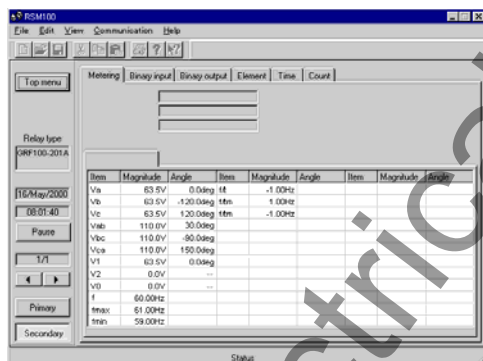 RSM100
File Edit View Communication Help
Top menu
Metering Binary input Binary output Element Time Count
Relay type
GRF100-201A
16/May/2000
08:01:40
Pause
1/1
Primary
Secondary
Item Magnitude Angle Item Magnitude Angle Item Magnitude Angle
Va 63.5V 0.0deg -1.00Hz
Vb 63.5V -120.0deg 1.00Hz
Vc 63.5V 120.0deg -1.00Hz
Vab 110.0V 30.0deg
Vbc 110.0V -90.0deg
Vca 110.0V 150.0deg
V1 63.5V 0.0deg
V2 0.0V --
V0 0.0V --
f 60.00Hz
fmax 61.00Hz
fmin 59.00Hz
Status